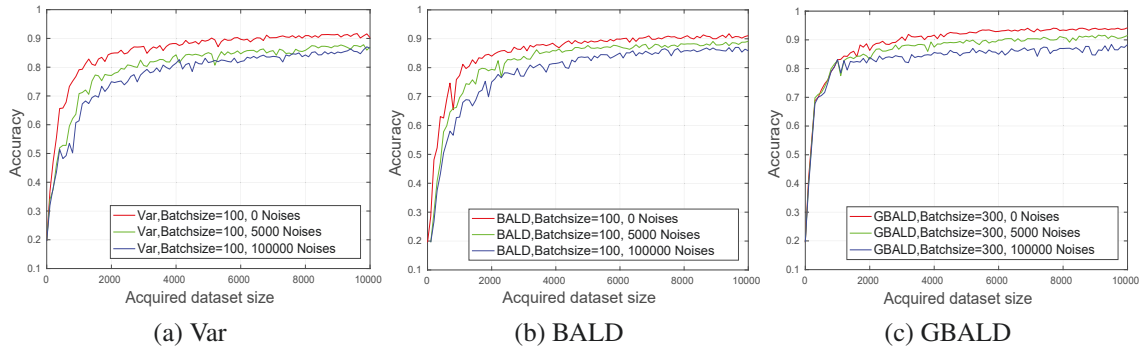 1
0.9
0.8
0.7
0.6
0.5
0.4
0.3
0.2
0.1
Accuracy
Var,Batchsize=100, 0 Noises
Var,Batchsize=100, 5000 Noises
Var,Batchsize=100, 100000 Noises
0 2000 4000 6000 8000 10000
Acquired dataset size
(a) Var
1
0.9
0.8
0.7
0.6
0.5
0.4
0.3
0.2
0.1
Accuracy
BALD,Batchsize=100, 0 Noises
BALD,Batchsize=100, 5000 Noises
BALD,Batchsize=100, 100000 Noises
0 2000 4000 6000 8000 10000
Acquired dataset size
(b) BALD
1
0.9
0.8
0.7
0.6
0.5
0.4
0.3
0.2
0.1
Accuracy
GBALD,Batchsize=300, 0 Noises
GBALD,Batchsize=300, 5000 Noises
GBALD,Batchsize=300, 100000 Noises
0 2000 4000 6000 8000 10000
Acquired dataset size
(c) GBALD